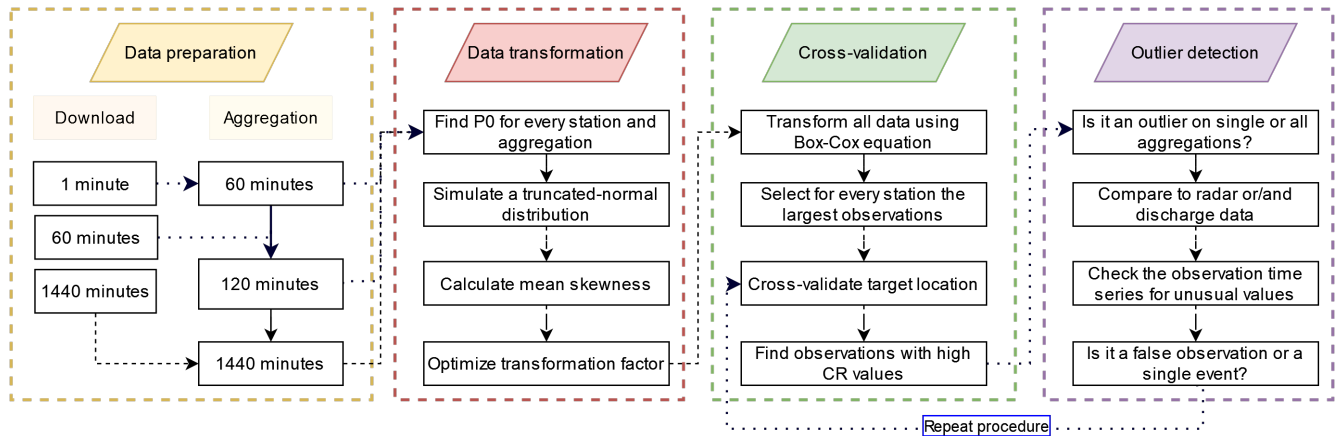 Data preparation
Download
Aggregation
1 minute
60 minutes
60 minutes
120 minutes
1440 minutes
1440 minutes
Data transformation
Find P0 for every station and
aggregation
Simulate a truncated-normal
distribution
Calculate mean skewness
Optimize transformation factor
Cross-validation
Transform all data using
Box-Cox equation
Select for every station the
largest observations
Cross-validate target location
Find observations with high
CR values
Outlier detection
Is it an outlier on single or all
aggregations?
Compare to radar or/and
discharge data
Check the observation time
series for unusual values
Is it a false observation or a
single event?
Repeat procedure